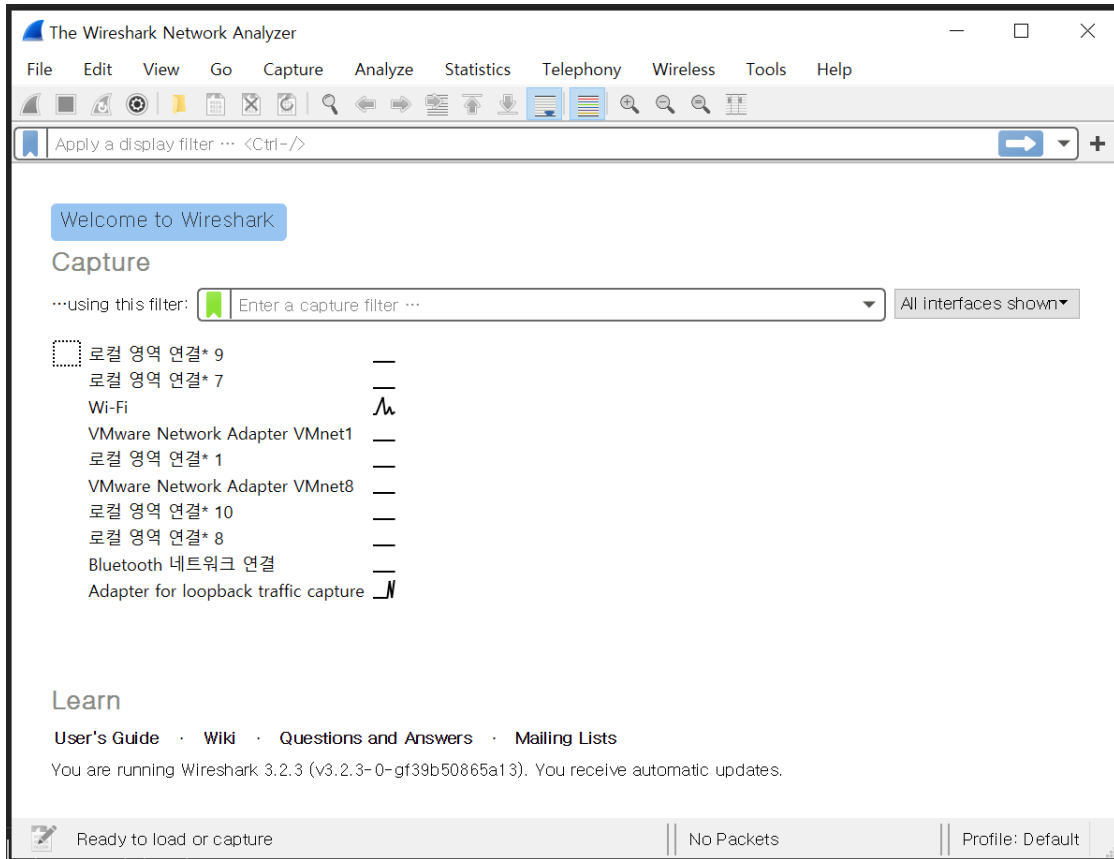 The Wireshark Network Analyzer
File Edit View Go Capture Analyze Statistics Telephony Wireless Tools Help
Apply a display filter … <Ctrl-/>
+
Welcome to Wireshark
Capture
…using this filter: Enter a capture filter … All interfaces shown
로컬 영역 연결* 9
로컬 영역 연결* 7
Wi-Fi
VMware Network Adapter VMnet1
로컬 영역 연결* 1
VMware Network Adapter VMnet8
로컬 영역 연결* 10
로컬 영역 연결* 8
Bluetooth 네트워크 연결
Adapter for loopback traffic capture
Learn
User's Guide · Wiki · Questions and Answers · Mailing Lists
You are running Wireshark 3.2.3 (v3.2.3-0-gf39b50865a13). You receive automatic updates.
Ready to load or capture No Packets Profile: Default